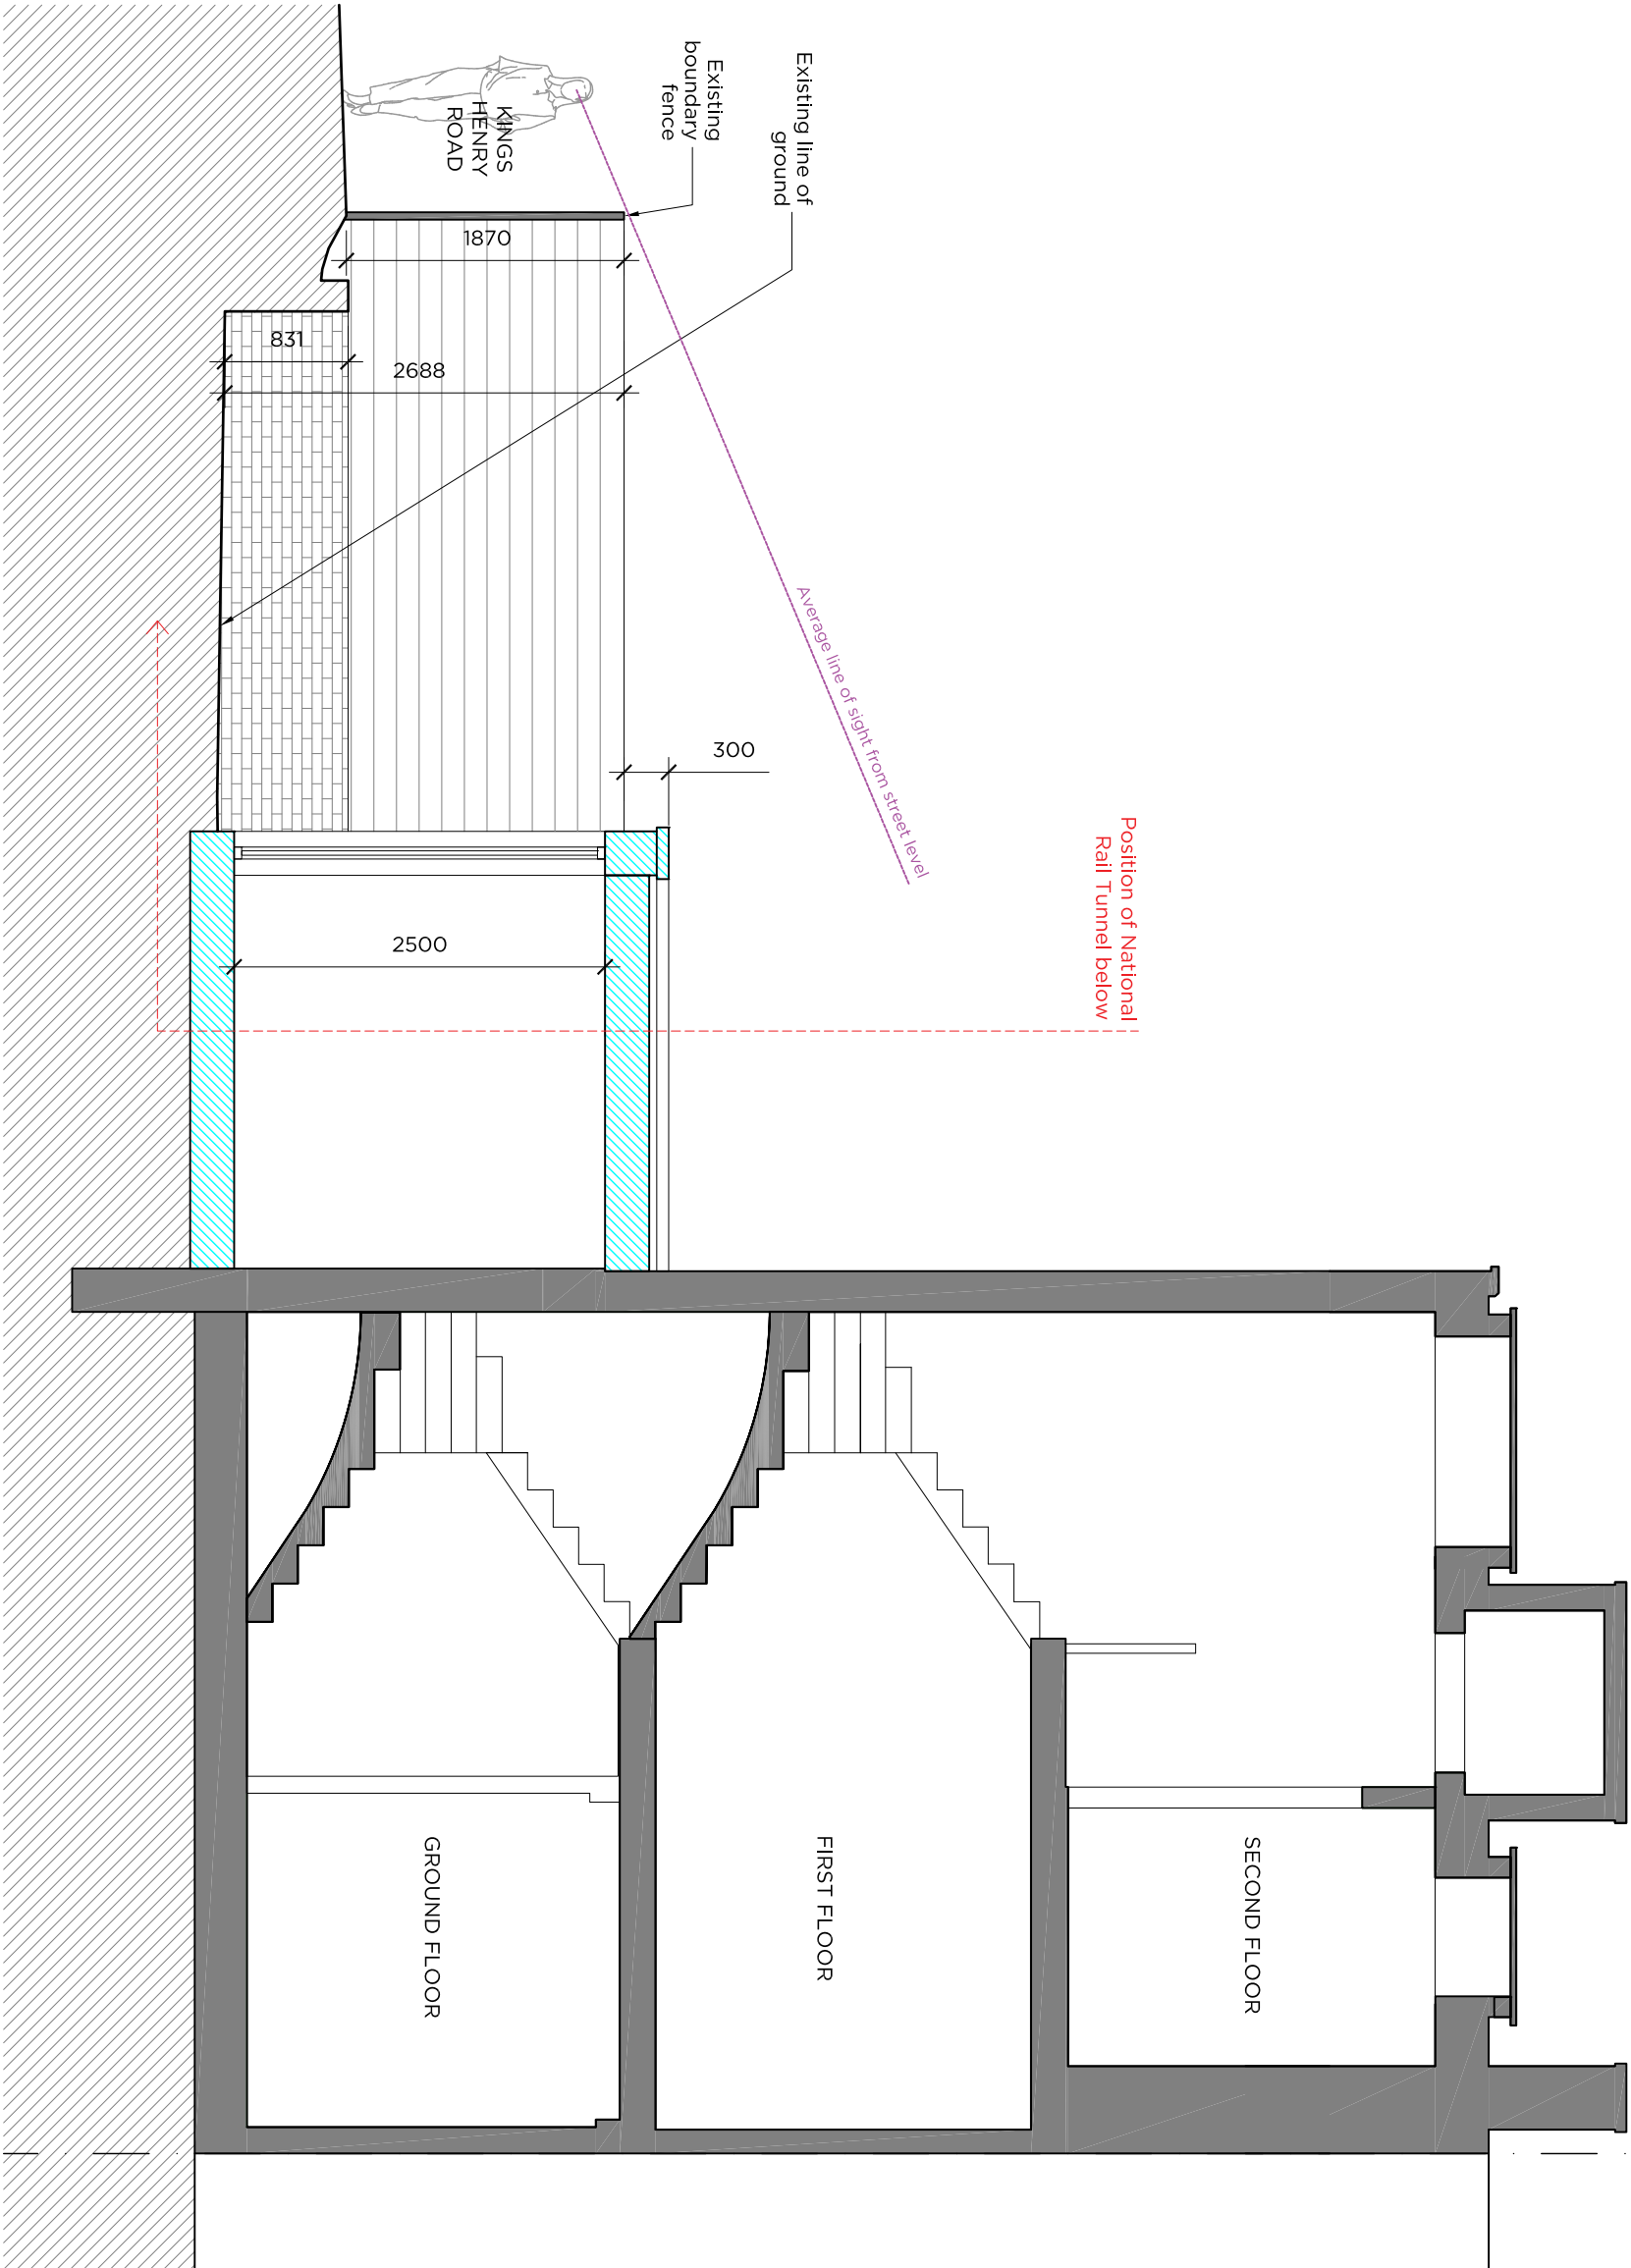 Existing line of
ground
Existing
boundary
fence
KINGS
HENRY
ROAD
1870
831
2688
Average line of sight from street level
300
Position of National
Rail Tunnel below
2500
SECOND FLOOR
FIRST FLOOR
GROUND FLOOR